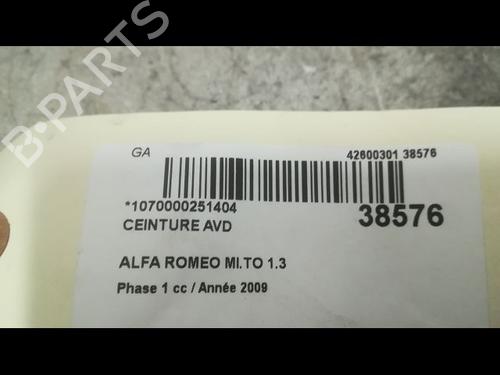 B-PARTS
GA
42600301 38576
*1070000251404
38576
CEINTURE AVD
ALFA ROMEO MI.TO 1.3
Phase 1 cc / Année 2009